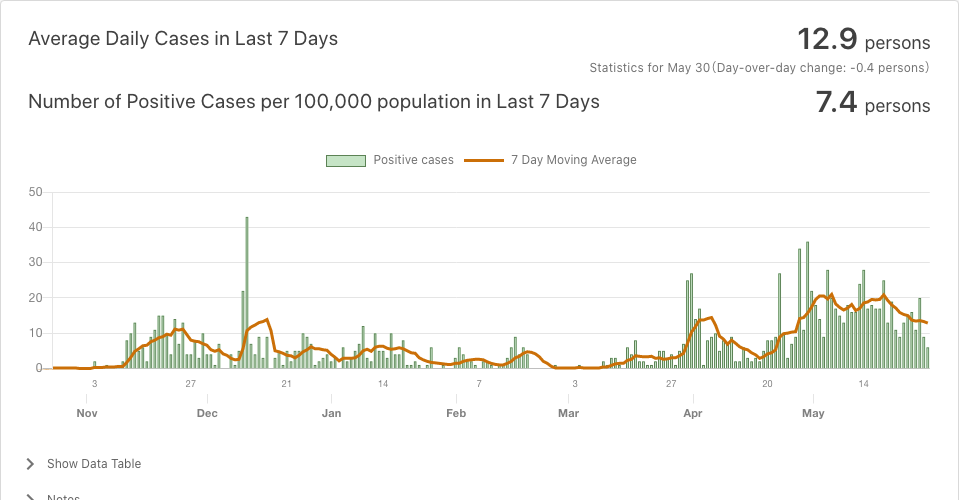 Average Daily Cases in Last 7 Days
12.9 persons
Statistics for May 30(Day-over-day change: -0.4 persons)
Number of Positive Cases per 100,000 population in Last 7 Days
7.4 persons
Positive cases
7 Day Moving Average
50
40
30
20
10
0
3 27 21 14 7 3 27 20 14
Nov Dec Jan Feb Mar Apr May
Show Data Table
Notes